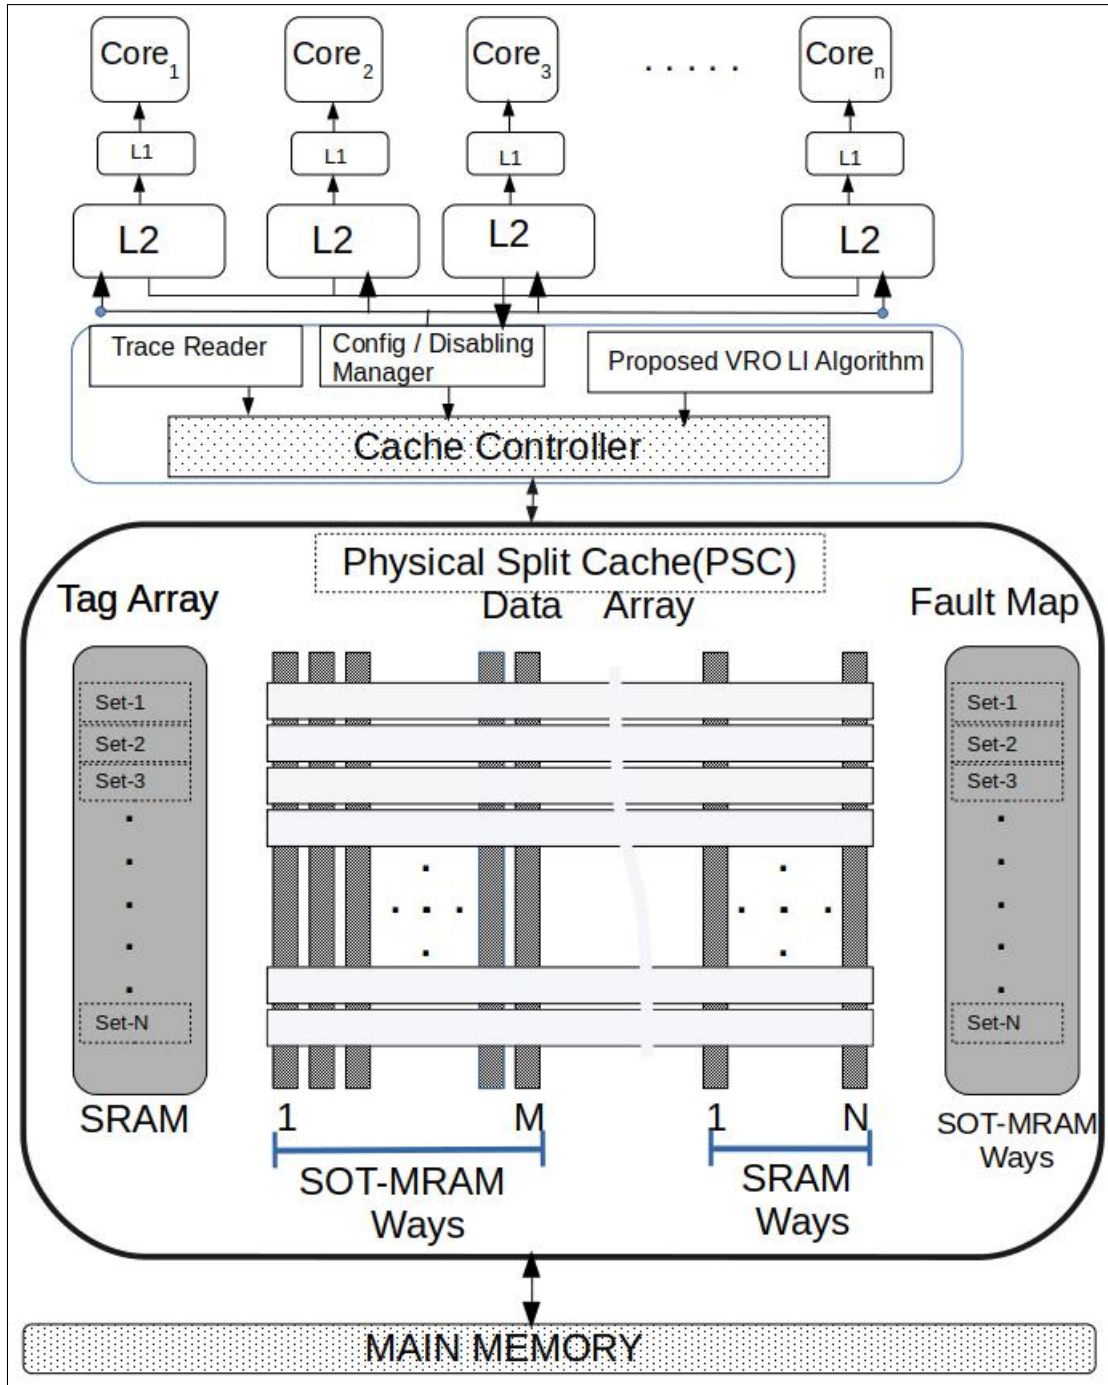 Core1 Core2 Core3 . . . . . Coren
L1 L1 L1 L1
L2 L2 L2 L2
Trace Reader
Config / Disabling
Manager
Proposed VRO LI Algorithm
Cache Controller
Physical Split Cache(PSC)
Tag Array
Data Array
Fault Map
Set-1
Set-2
Set-3
Set-N
SRAM
1 M 1 N
SOT-MRAM
Ways
SRAM
Ways
Set-1
Set-2
Set-3
Set-N
SOT-MRAM
Ways
MAIN MEMORY